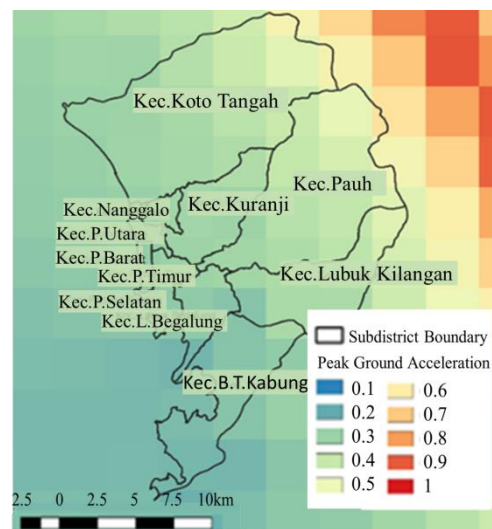 Kec.Koto Tangah
Kec.Pauh
Kec.Kuranji
Kec.Nanggalo
Kec.P.Utara
Kec.P.Barat
Kec.P.Timur
Kec.Lubuk Kilangan
Kec.P.Selatan
Kec.L.Begalung
Kec.B.T.Kabung
Subdistrict Boundary
Peak Ground Acceleration
0.1 0.6
0.2 0.7
0.3 0.8
0.4 0.9
0.5 1
2.5 0 2.5 5 7.5 10km